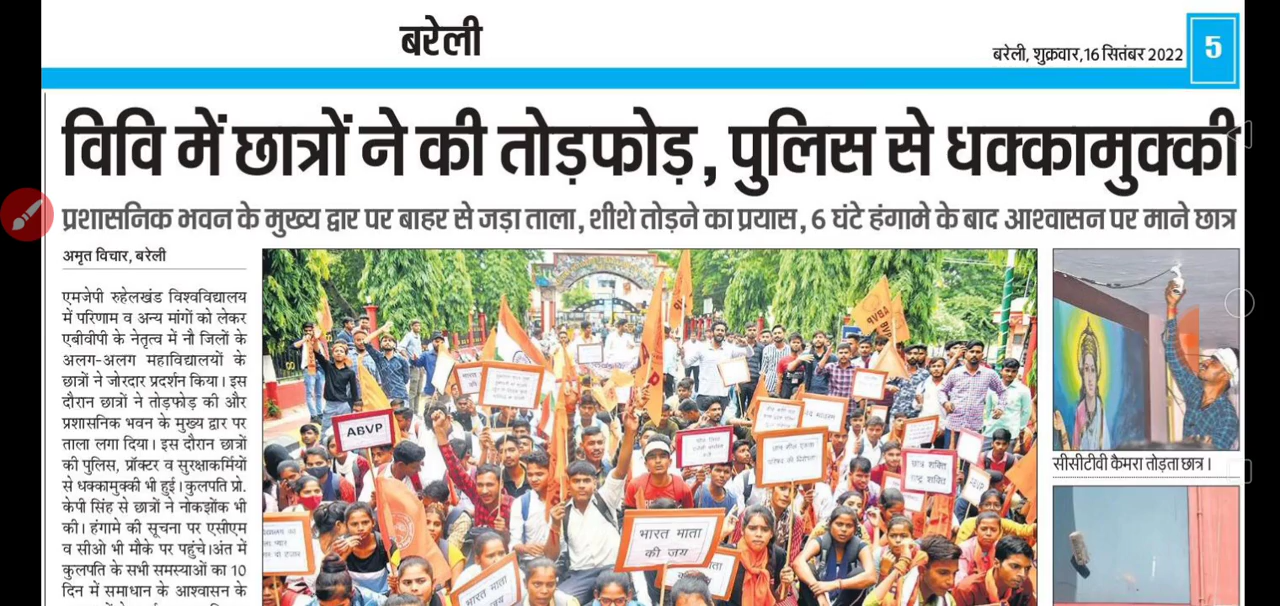 बरेली
बरेली, शुक्रवार, 16 सितंबर 2022
5
विवि में छात्रों ने की तोड़फोड़, पुलिस से धक्कामुक्की
प्रशासनिक भवन के मुख्य द्वार पर बाहर से जड़ा ताला, शीशे तोड़ने का प्रयास, 6 घंटे हंगामे के बाद आश्वासन पर माने छात्र
अमृत विचार, बरेली
एमजेपी रुहेलखंड विश्वविद्यालय
में परिणाम व अन्य मांगों को लेकर
एबीवीपी के नेतृत्व में नौ जिलों के
अलग-अलग महाविद्यालयों के
छात्रों ने जोरदार प्रदर्शन किया। इस
दौरान छात्रों ने तोड़फोड़ की और
प्रशासनिक भवन के मुख्य द्वार पर
ताला लगा दिया। इस दौरान छात्रों
की पुलिस, प्रॉक्टर व सुरक्षाकर्मियों
से धक्कामुक्की भी हुई। कुलपति प्रो.
केपी सिंह से छात्रों ने नोकझोंक भी
की। हंगामे की सूचना पर एसीएम
व सीओ भी मौके पर पहुंचे।अंत में
कुलपति के सभी समस्याओं का 10
दिन में समाधान के आश्वासन के
ABVP
ABVP
छात्र शक्ति
राष्ट्र शक्ति
ABVP
भारत माता
की जय
भारत माता
सीसीटीवी कैमरा तोड़ता छात्र।